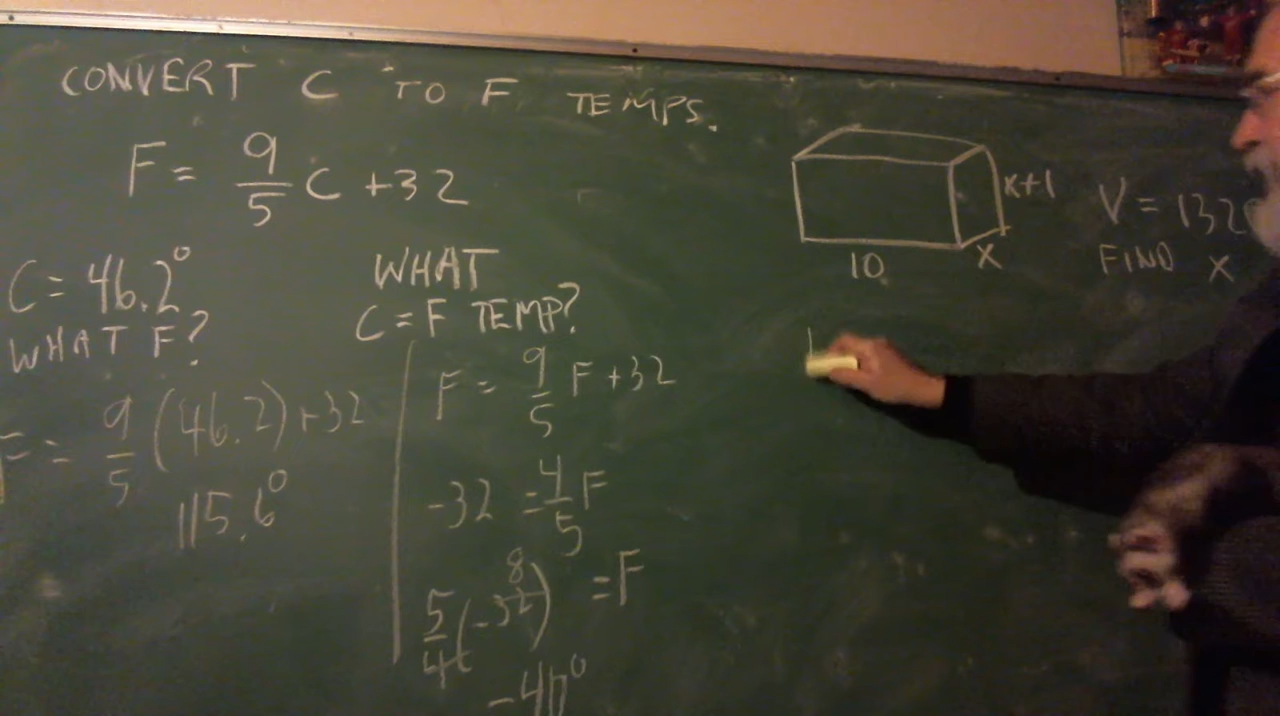 CONVERT C TO F TEMPS.
F = 9/5 C + 32
C = 46.2°
WHAT F?
F = 9/5 (46.2) + 32
115.6°
WHAT
C = F TEMP?
F = 9/5 F + 32
-32 = 4/5 F
5/4 (-32) = F
8
-40°
x+1
10
x
V = 132
FIND x